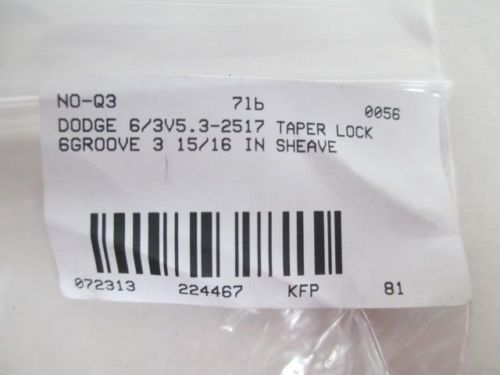 NO-Q3 7lb 0056
DODGE 6/3V5.3-2517 TAPER LOCK
6GROOVE 3 15/16 IN SHEAVE
072313 224467 KFP 81